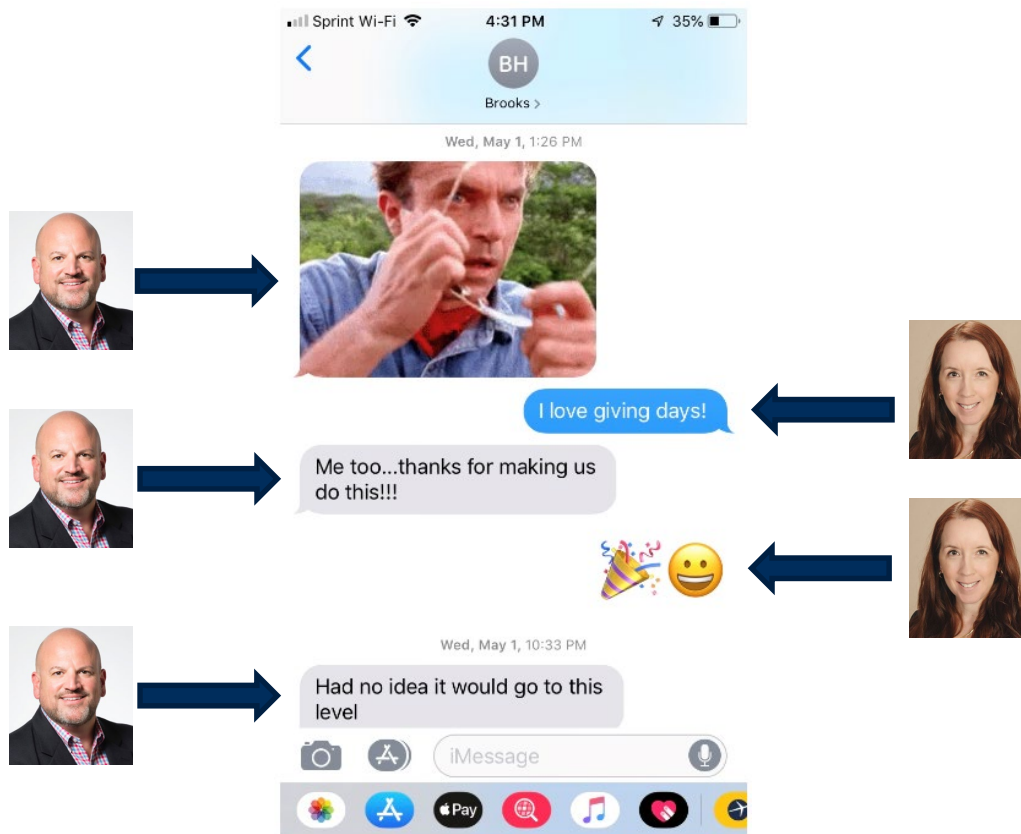 Sprint Wi-Fi 4:31 PM 35%
BH
Brooks >
Wed, May 1, 1:26 PM
I love giving days!
Me too...thanks for making us
do this!!!
Wed, May 1, 10:33 PM
Had no idea it would go to this
level
iMessage
Pay